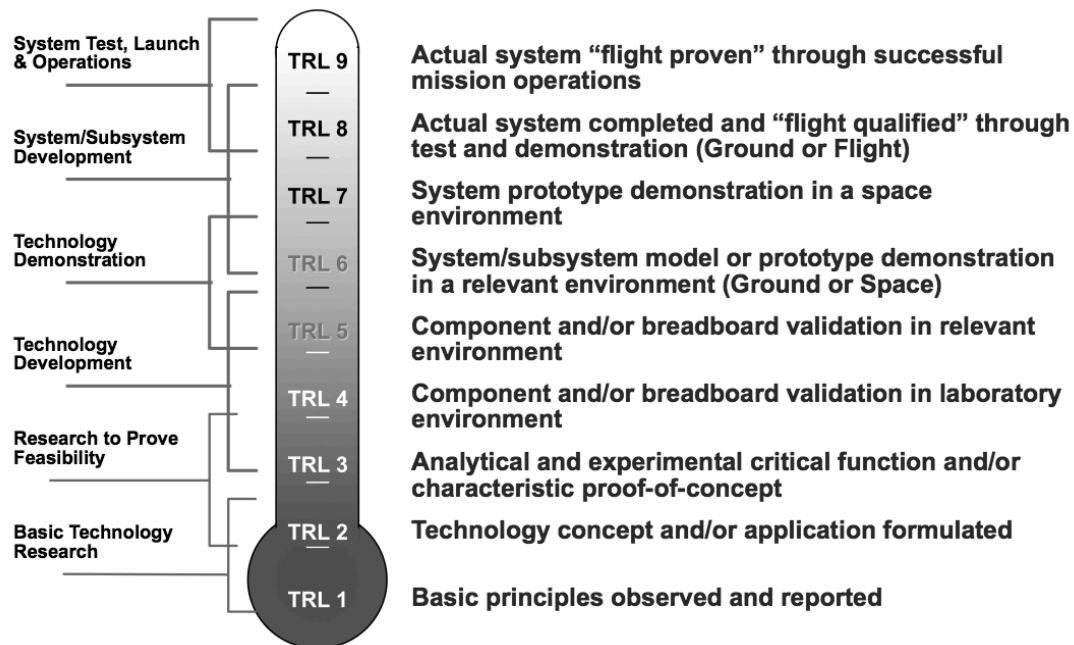 System Test, Launch
& Operations
System/Subsystem
Development
Technology
Demonstration
Technology
Development
Research to Prove
Feasibility
Basic Technology
Research
TRL 9
TRL 8
TRL 7
TRL 6
TRL 5
TRL 4
TRL 3
TRL 2
TRL 1
Actual system “flight proven” through successful
mission operations
Actual system completed and “flight qualified” through
test and demonstration (Ground or Flight)
System prototype demonstration in a space
environment
System/subsystem model or prototype demonstration
in a relevant environment (Ground or Space)
Component and/or breadboard validation in relevant
environment
Component and/or breadboard validation in laboratory
environment
Analytical and experimental critical function and/or
characteristic proof-of-concept
Technology concept and/or application formulated
Basic principles observed and reported